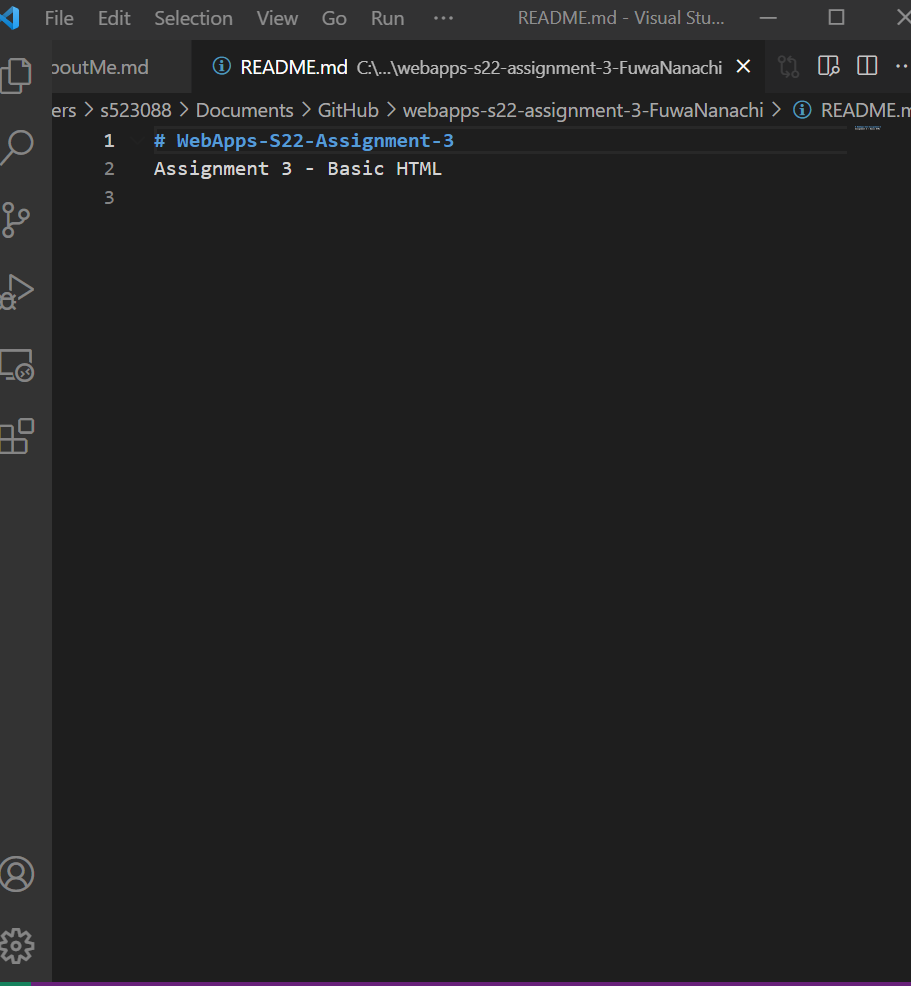 File Edit Selection View Go Run ··· README.md - Visual Stu...
boutMe.md README.md C:\...\webapps-s22-assignment-3-FuwaNanachi
ers > s523088 > Documents > GitHub > webapps-s22-assignment-3-FuwaNanachi > README.m
1 # WebApps-S22-Assignment-3
2 Assignment 3 - Basic HTML
3